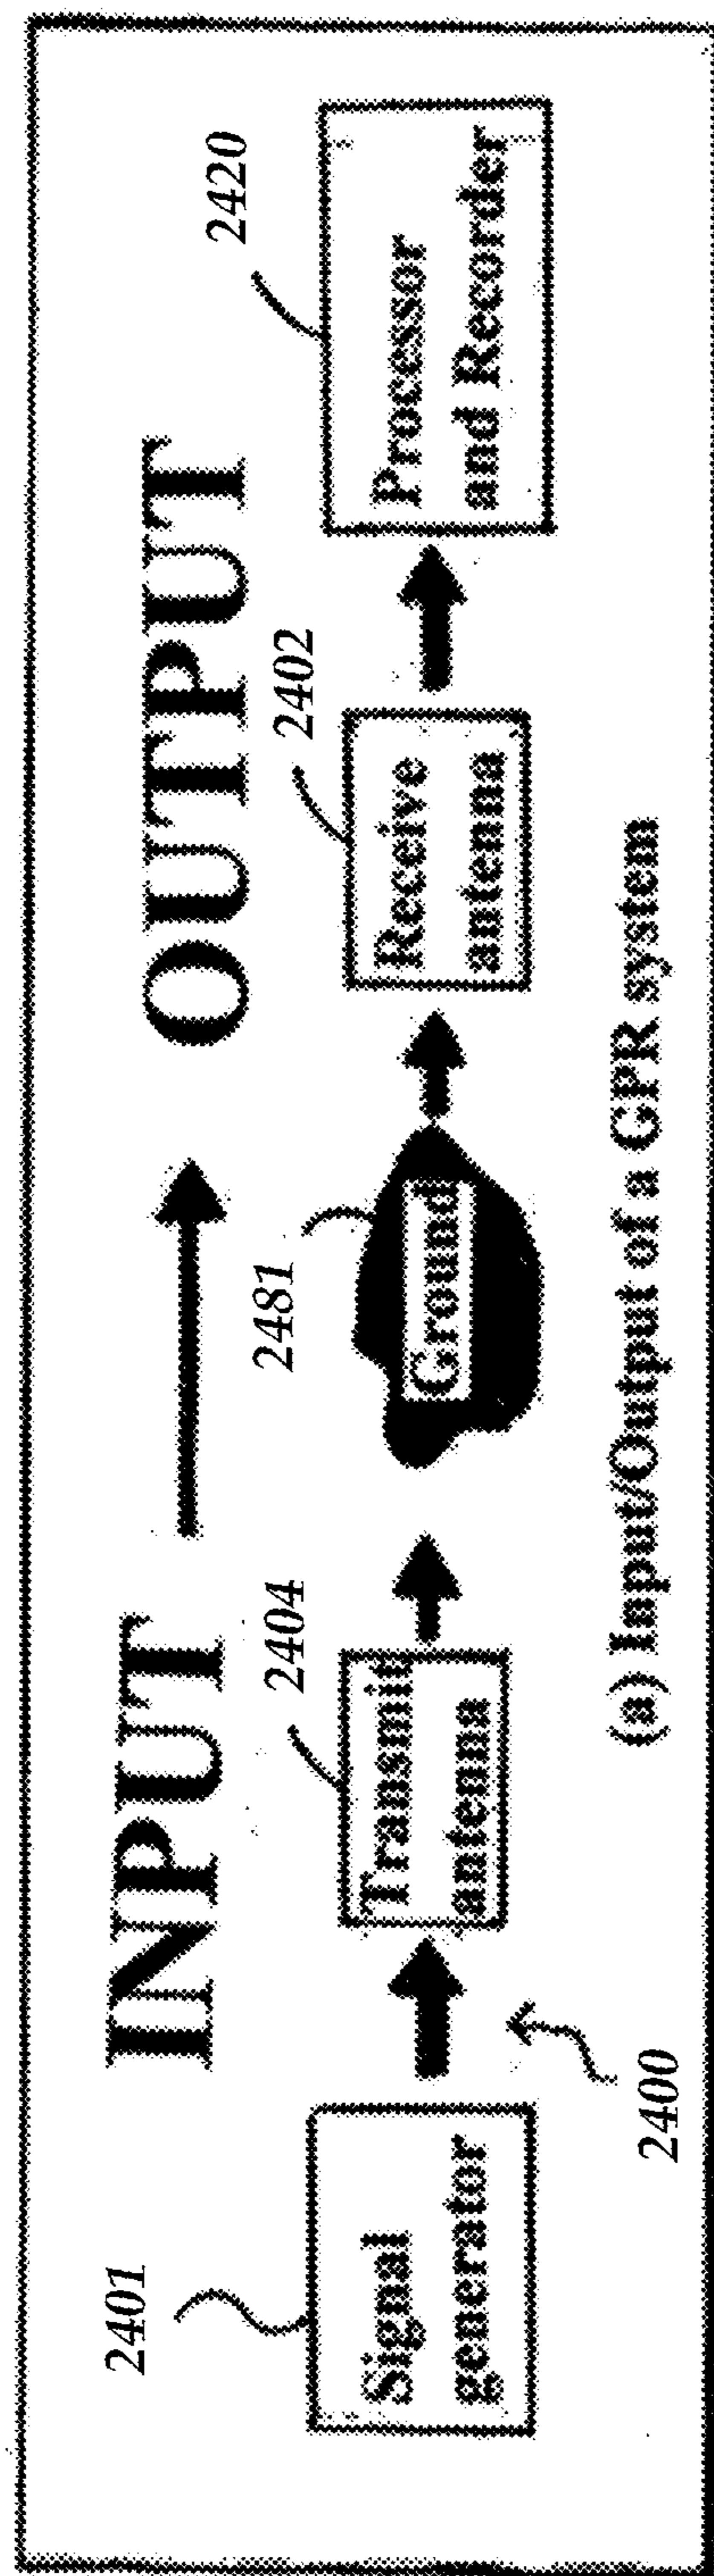 INPUT
OUTPUT
2401
Signal
generator
2404
Transmit
antenna
2481
Ground
2402
Receive
antenna
2420
Processor
and Recorder
2400
(a) Input/Output of a GPR system